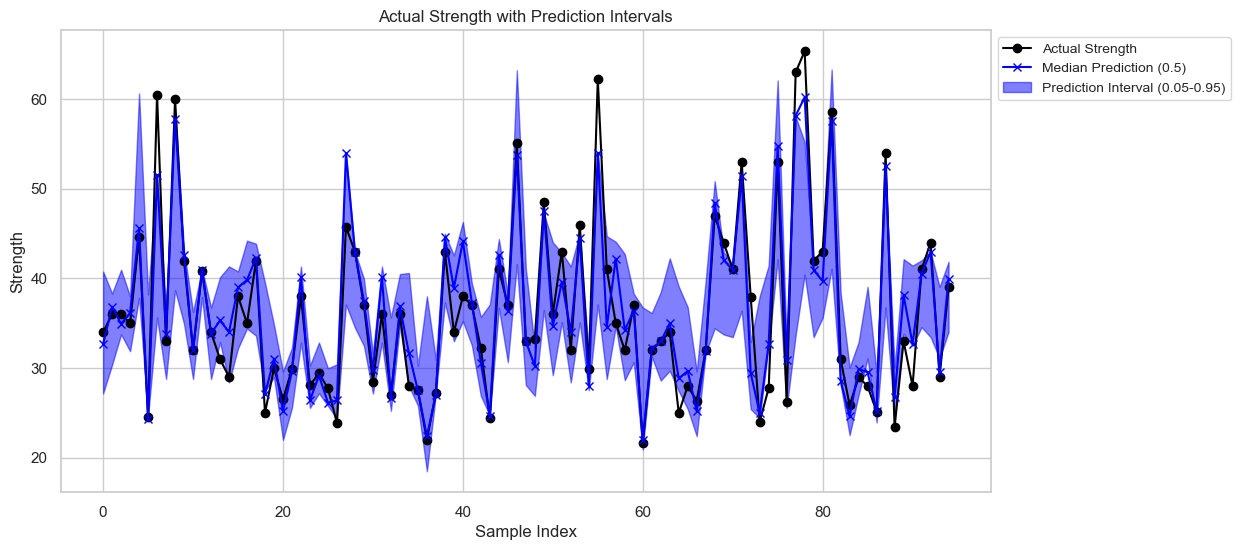 Actual Strength with Prediction Intervals
Actual Strength
Median Prediction (0.5)
Prediction Interval (0.05-0.95)
Strength
60
50
40
30
20
0 20 40 60 80
Sample Index